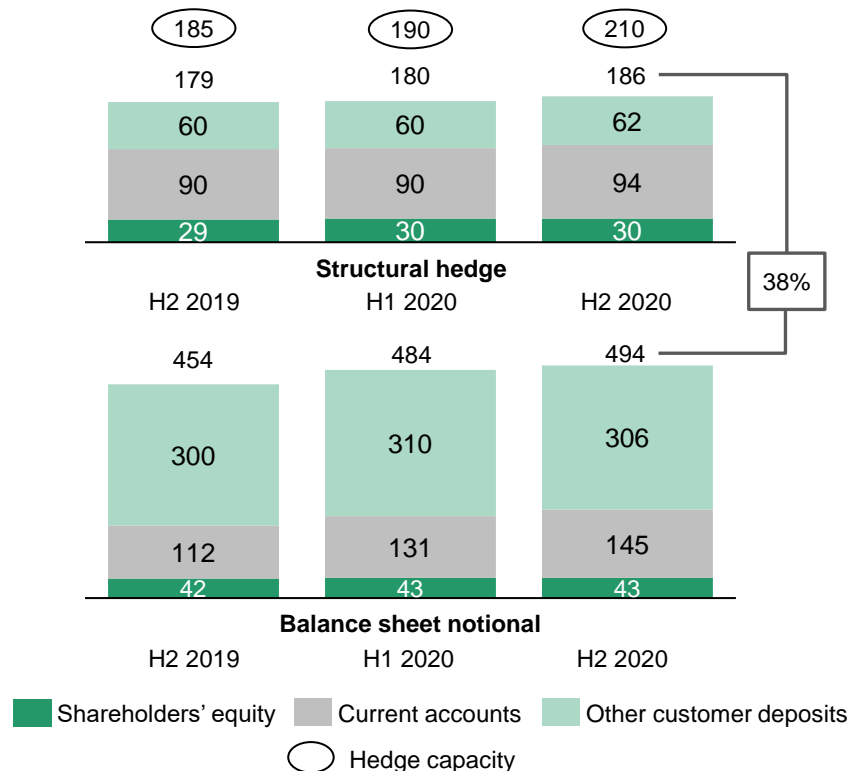 185 190 210
179 180 186
60 60 62
90 90 94
29 30 30
Structural hedge
38%
H2 2019 H1 2020 H2 2020
454 484 494
300 310 306
112 131 145
42 43 43
Balance sheet notional
H2 2019 H1 2020 H2 2020
Shareholders’ equity Current accounts Other customer deposits
Hedge capacity